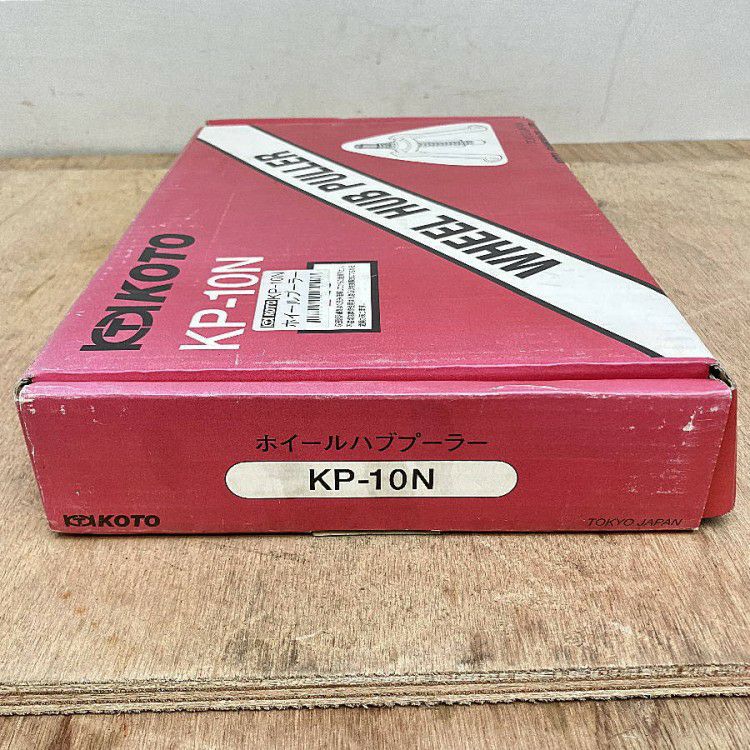 WHEEL HUB PULLER
KOTO
KP-10N
KOTO KP-10N
ホイールプーラー
ホイールハブプーラー
KP-10N
KOTO
TOKYO JAPAN